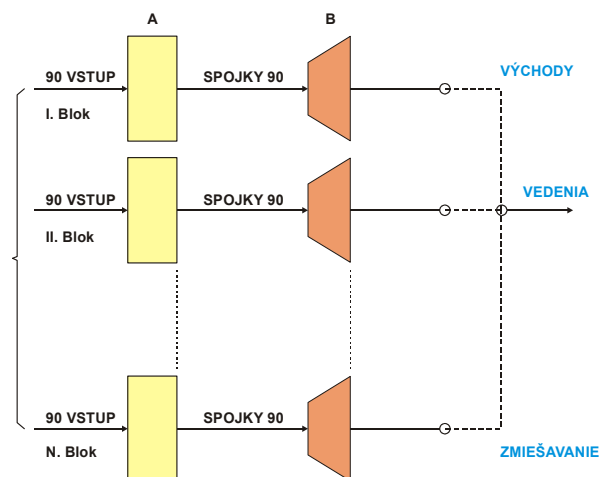 A B
90 VSTUP SPOJKY 90 VÝCHODY
I. Blok
90 VSTUP SPOJKY 90 VEDENIA
II. Blok
90 VSTUP SPOJKY 90
N. Blok ZMIEŠAVANIE